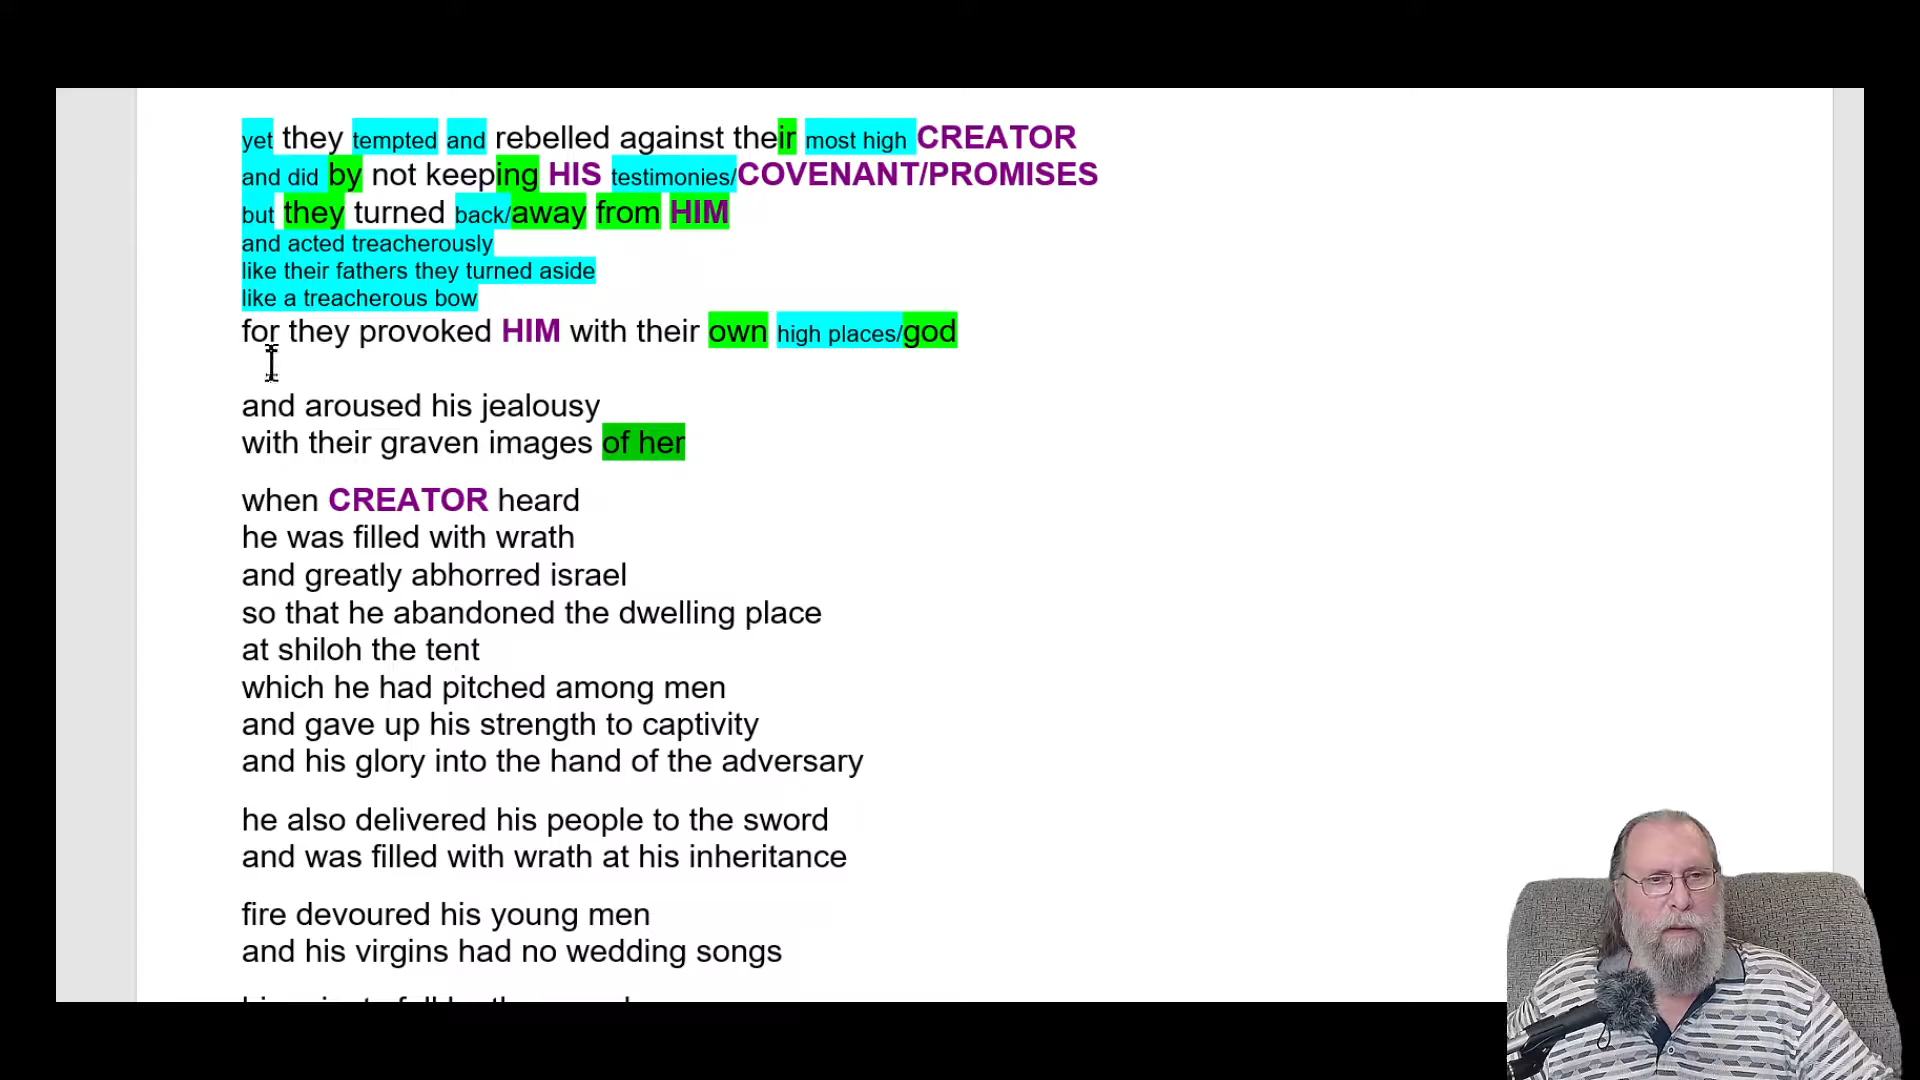 yet they tempted and rebelled against their most high CREATOR
and did by not keeping HIS testimonies/COVENANT/PROMISES
but they turned back/away from HIM
and acted treacherously
like their fathers they turned aside
like a treacherous bow
for they provoked HIM with their own high places/god
and aroused his jealousy
with their graven images of her
when CREATOR heard
he was filled with wrath
and greatly abhorred israel
so that he abandoned the dwelling place
at shiloh the tent
which he had pitched among men
and gave up his strength to captivity
and his glory into the hand of the adversary
he also delivered his people to the sword
and was filled with wrath at his inheritance
fire devoured his young men
and his virgins had no wedding songs